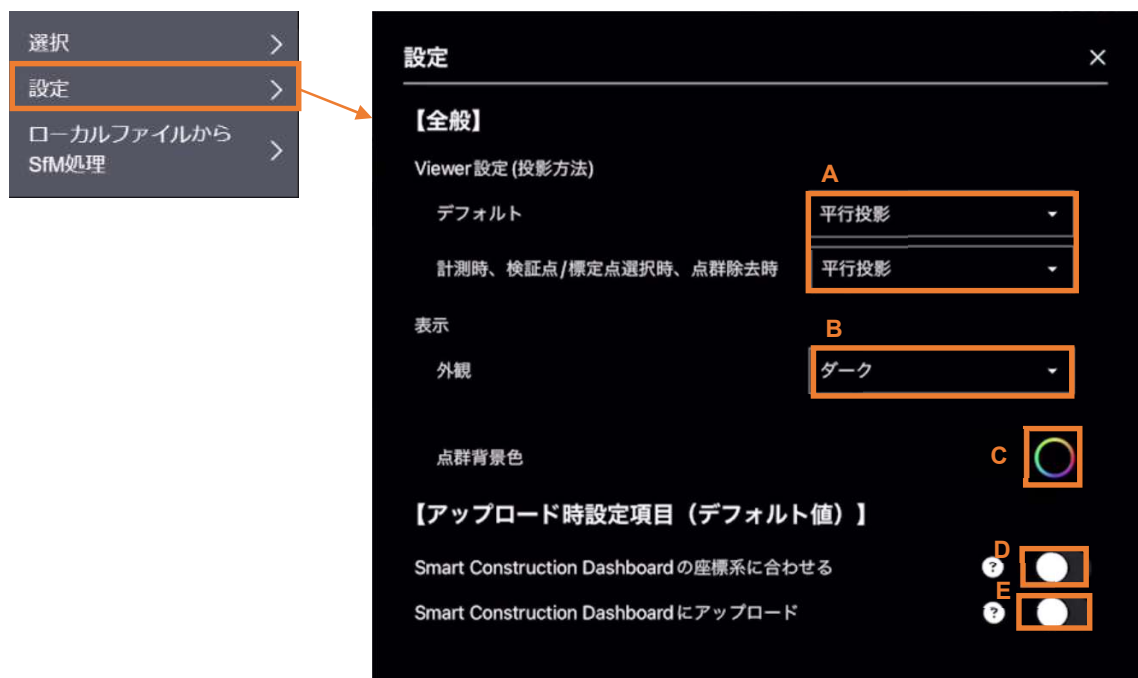 選択
設定
ローカルファイルから
SfM処理
設定
【全般】
Viewer設定(投影方法)
A
デフォルト 平行投影
計測時、検証点/標定点選択時、点群除去時 平行投影
表示
B
外観 ダーク
点群背景色 C
【アップロード時設定項目（デフォルト値）】
D
Smart Construction Dashboardの座標系に合わせる ?
E
Smart Construction Dashboardにアップロード ?